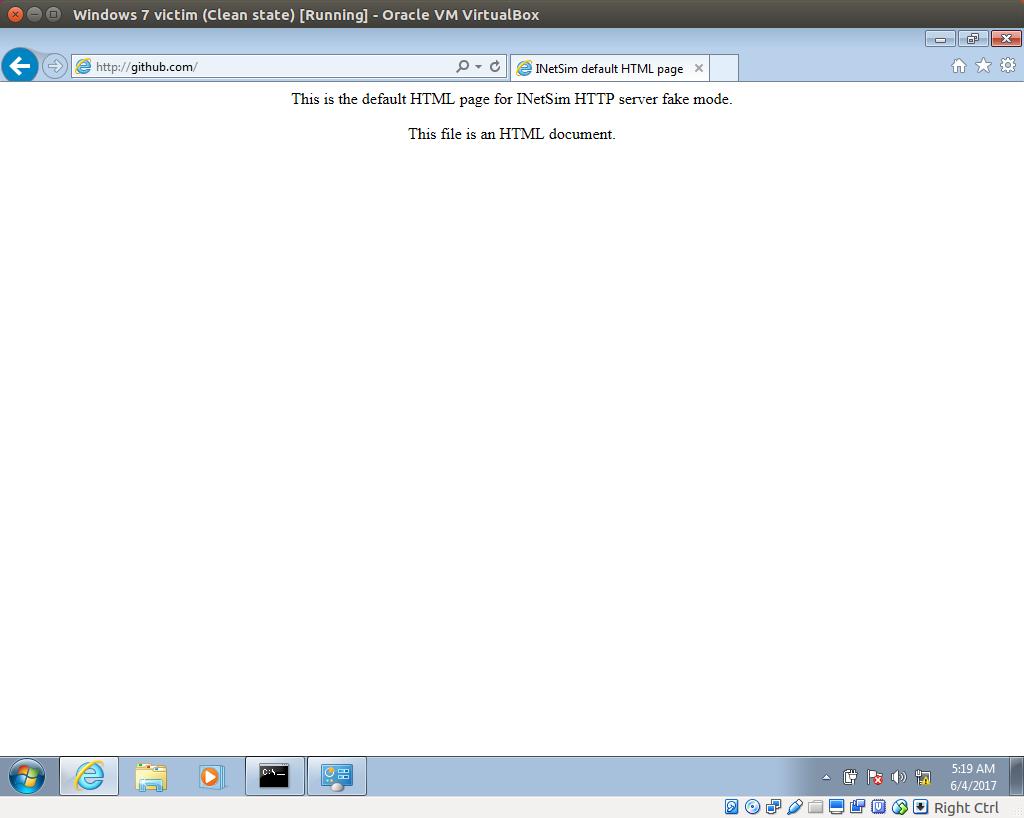 Windows 7 victim (Clean state) [Running] - Oracle VM VirtualBox
http://github.com/
INetSim default HTML page
This is the default HTML page for INetSim HTTP server fake mode.
This file is an HTML document.
C:\_
5:19 AM
6/4/2017
Right Ctrl